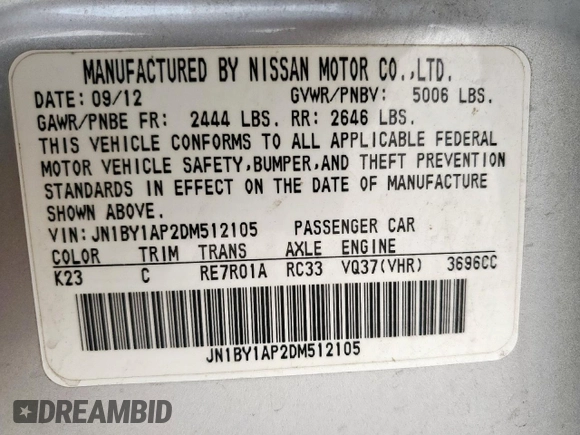 MANUFACTURED BY NISSAN MOTOR CO.,LTD.
DATE: 09/12 GVWR/PNBV: 5006 LBS.
GAWR/PNBE FR: 2444 LBS. RR: 2646 LBS.
THIS VEHICLE CONFORMS TO ALL APPLICABLE FEDERAL
MOTOR VEHICLE SAFETY,BUMPER,AND THEFT PREVENTION
STANDARDS IN EFFECT ON THE DATE OF MANUFACTURE
SHOWN ABOVE.
VIN: JN1BY1AP2DM512105 PASSENGER CAR
COLOR TRIM TRANS AXLE ENGINE
K23 C RE7R01A RC33 VQ37(VHR) 3696CC
JN1BY1AP2DM512105
DREAMBID